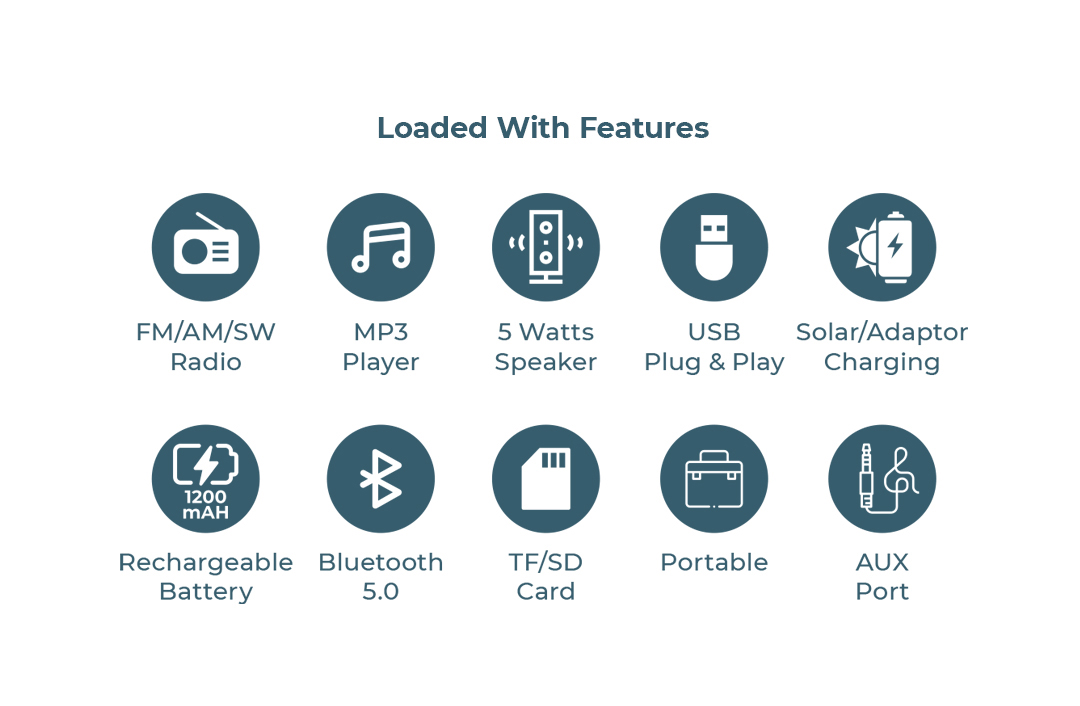 Loaded With Features
FM/AM/SW
Radio
MP3
Player
5 Watts
Speaker
USB
Plug & Play
Solar/Adaptor
Charging
1200
mAH
Rechargeable
Battery
Bluetooth
5.0
TF/SD
Card
Portable
AUX
Port